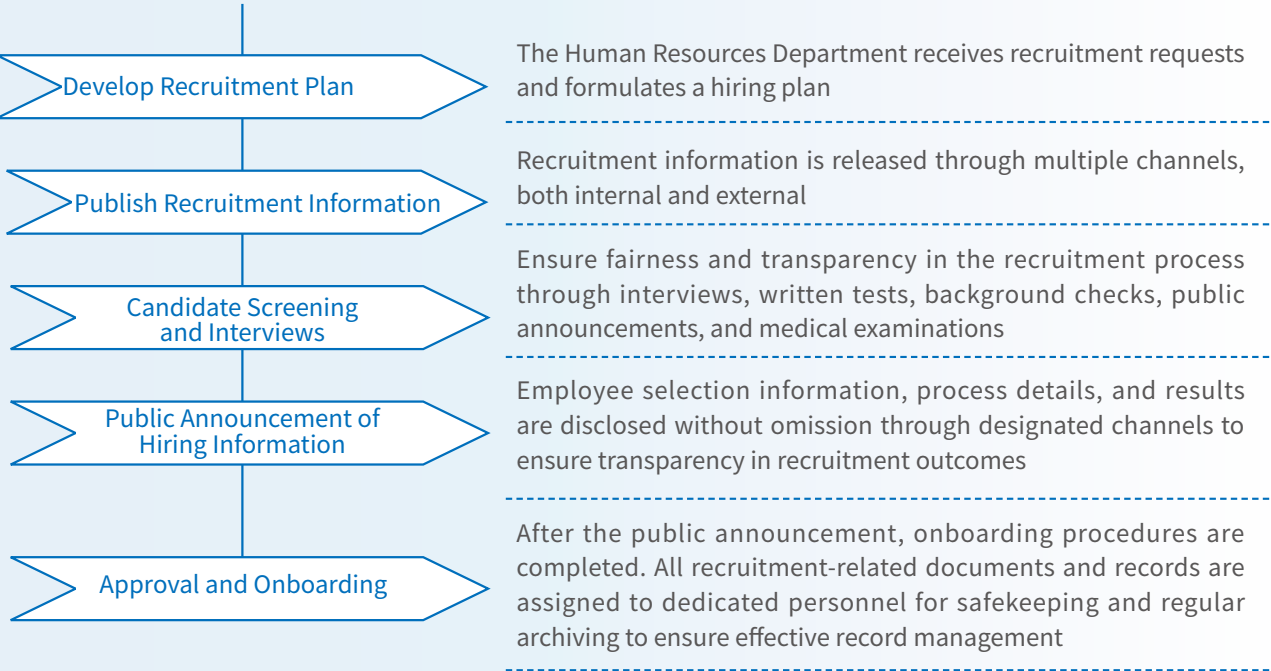 Develop Recruitment Plan
The Human Resources Department receives recruitment requests
and formulates a hiring plan
Publish Recruitment Information
Recruitment information is released through multiple channels,
both internal and external
Candidate Screening
and Interviews
Ensure fairness and transparency in the recruitment process
through interviews, written tests, background checks, public
announcements, and medical examinations
Public Announcement of
Hiring Information
Employee selection information, process details, and results
are disclosed without omission through designated channels to
ensure transparency in recruitment outcomes
Approval and Onboarding
After the public announcement, onboarding procedures are
completed. All recruitment-related documents and records are
assigned to dedicated personnel for safekeeping and regular
archiving to ensure effective record management